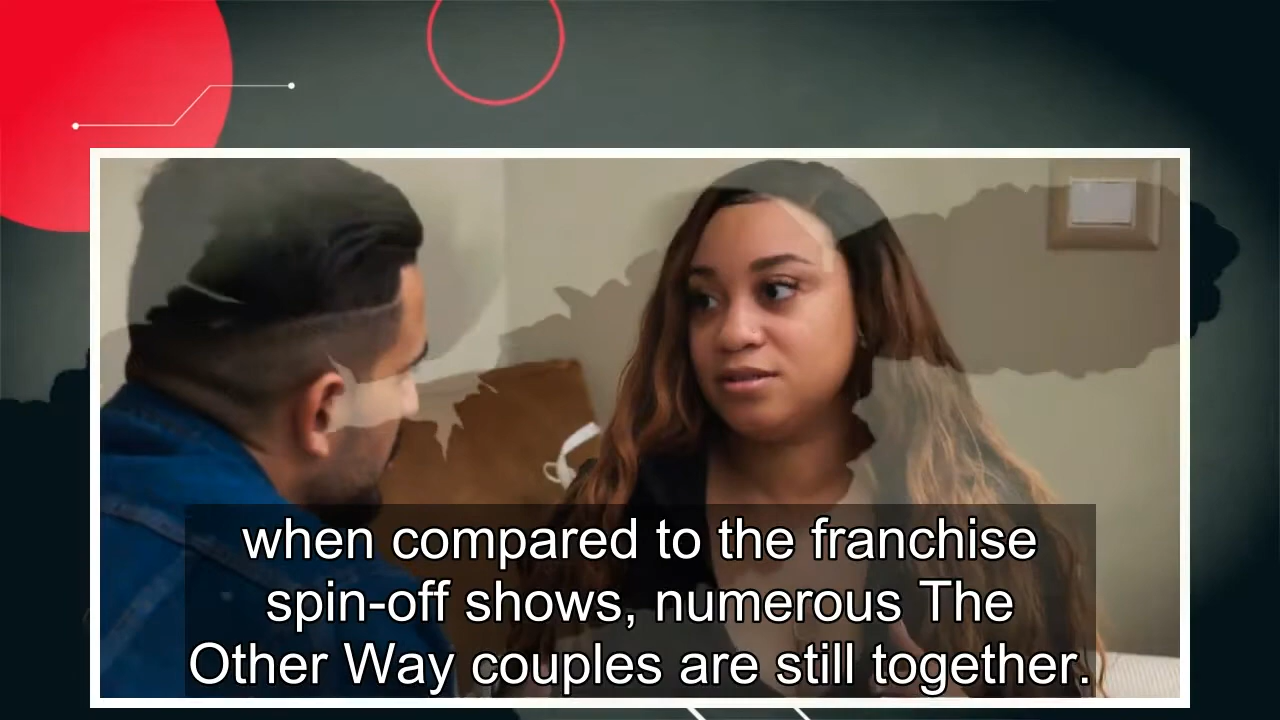 when compared to the franchise
spin-off shows, numerous The
Other Way couples are still together.